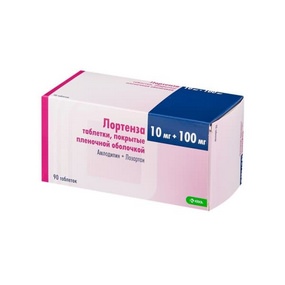 Лортенза
таблетки, покрытые
пленочной оболочкой
Амлодипин + Лозартан
10 мг + 100 мг
90 таблеток
KRKA